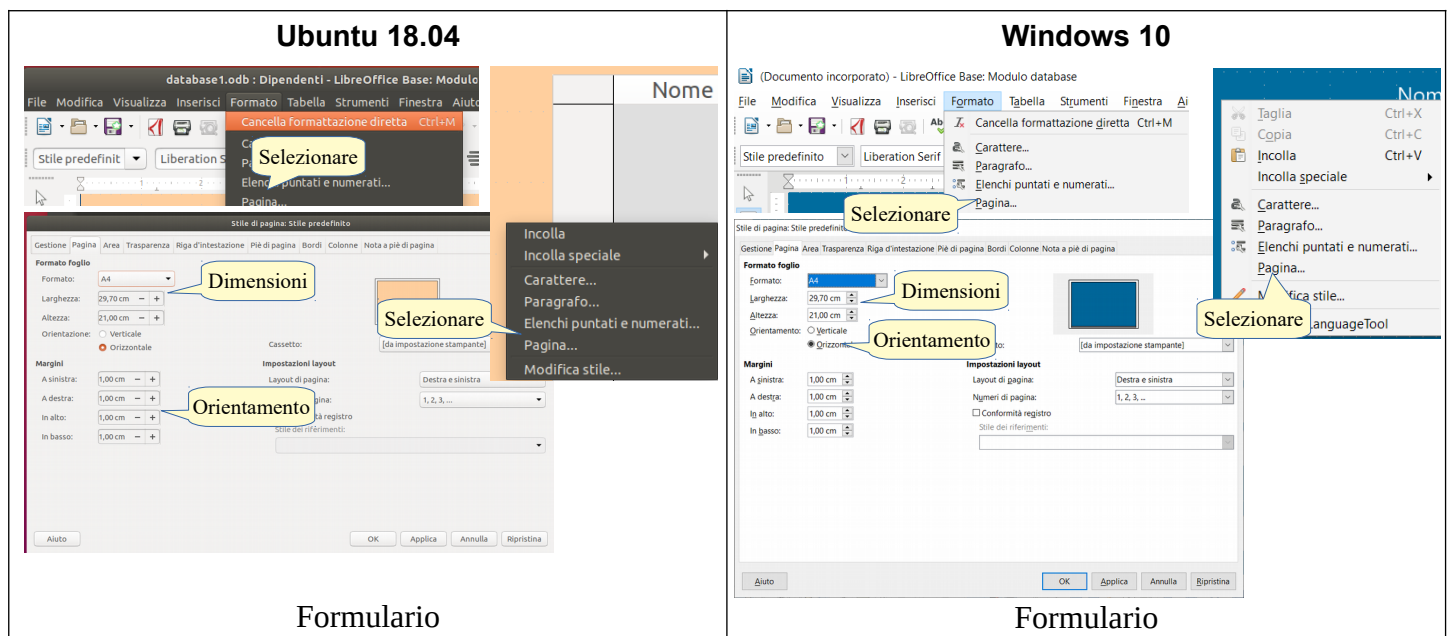 Ubuntu 18.04
database1.odb : Dipendenti - LibreOffice Base: Modulo
File Modifica Visualizza Inserisci Formato Tabella Strumenti Finestra Aiuto
Cancella formattazione diretta Ctrl+M
Selezionare
Stile predefinit
Liberation S
Elenchi puntati e numerati...
Pagina...
Nome
Stile di pagina: Stile predefinito
Gestione Pagina Area Trasparenza Riga d'intestazione Piè di pagina Bordi Colonne Nota a piè di pagina
Formato foglio
Formato: A4
Dimensioni
Larghezza: 29,70 cm − +
Altezza: 21,00 cm − +
Orientazione: Verticale
Orizzontale
Cassetto: [da impostazione stampante]
Margini
Impostazioni layout
A sinistra: 1,00 cm − +
Layout di pagina: Destra e sinistra
A destra: 1,00 cm − +
gina: 1, 2, 3, ...
Orientamento
In alto: 1,00 cm − +
à registro
In basso: 1,00 cm − +
Stile dei riferimenti:
Aiuto OK Applica Annulla Ripristina
Incolla
Incolla speciale
Carattere...
Paragrafo...
Selezionare
Elenchi puntati e numerati...
Pagina...
Modifica stile...
Formulario
Windows 10
(Documento incorporato) - LibreOffice Base: Modulo database
File Modifica Visualizza Inserisci Formato Tabella Strumenti Finestra Ai
Cancella formattazione diretta Ctrl+M
Stile predefinito
Liberation Serif
Carattere...
Paragrafo...
Elenchi puntati e numerati...
Pagina...
Selezionare
Stile di pagina: Stile predefinit
Gestione Pagina Area Trasparenza Riga d'intestazione Piè di pagina Bordi Colonne Nota a piè di pagina
Formato foglio
Formato: A4
Dimensioni
Larghezza: 29,70 cm
Altezza: 21,00 cm
Orientamento: Verticale
Orizzontal
Orientamento
to: [da impostazione stampante]
Margini
Impostazioni layout
A sinistra: 1,00 cm
Layout di pagina: Destra e sinistra
A destra: 1,00 cm
Numeri di pagina: 1, 2, 3, ...
In alto: 1,00 cm
Conformità registro
In basso: 1,00 cm
Stile dei riferimenti:
Aiuto OK Applica Annulla Ripristina
Nom
Taglia Ctrl+X
Copia Ctrl+C
Incolla Ctrl+V
Incolla speciale
Carattere...
Paragrafo...
Elenchi puntati e numerati...
Pagina...
fica stile...
Selezionare
LanguageTool
Formulario